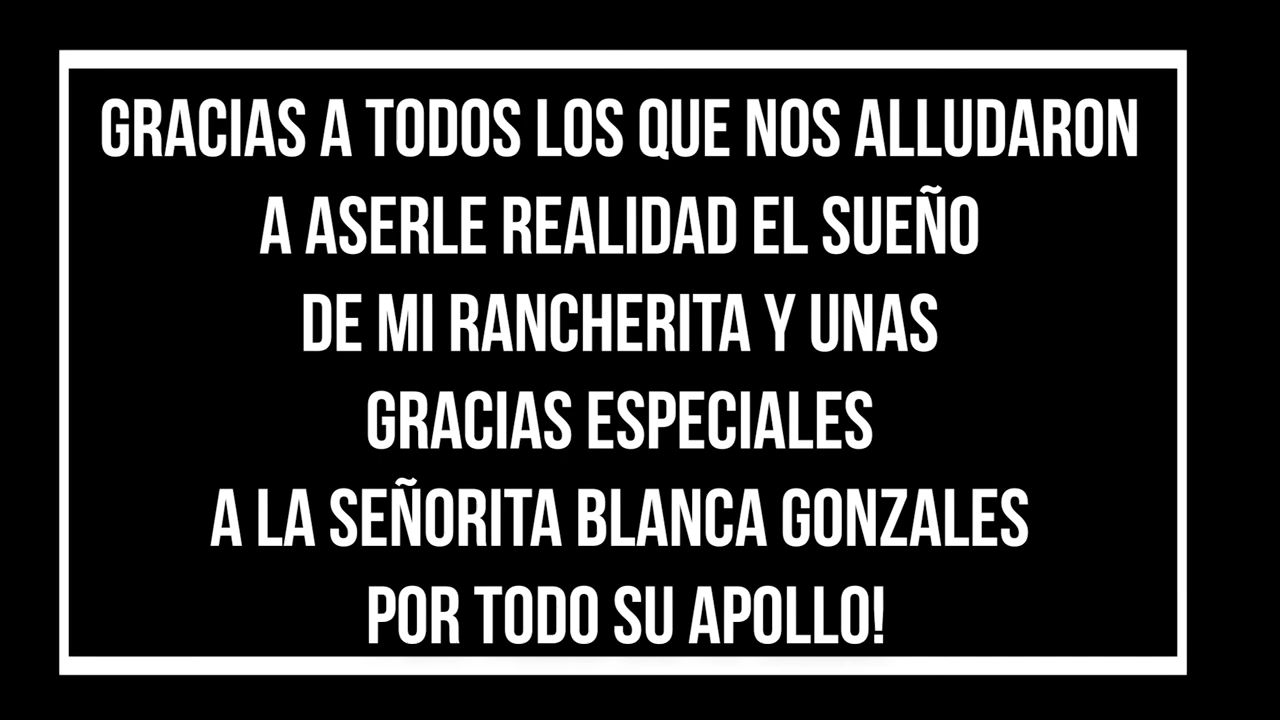 GRACIAS A TODOS LOS QUE NOS ALLUDARON
A ASERLE REALIDAD EL SUEÑO
DE MI RANCHERITA Y UNAS
GRACIAS ESPECIALES
A LA SEÑORITA BLANCA GONZALES
POR TODO SU APOLLO!